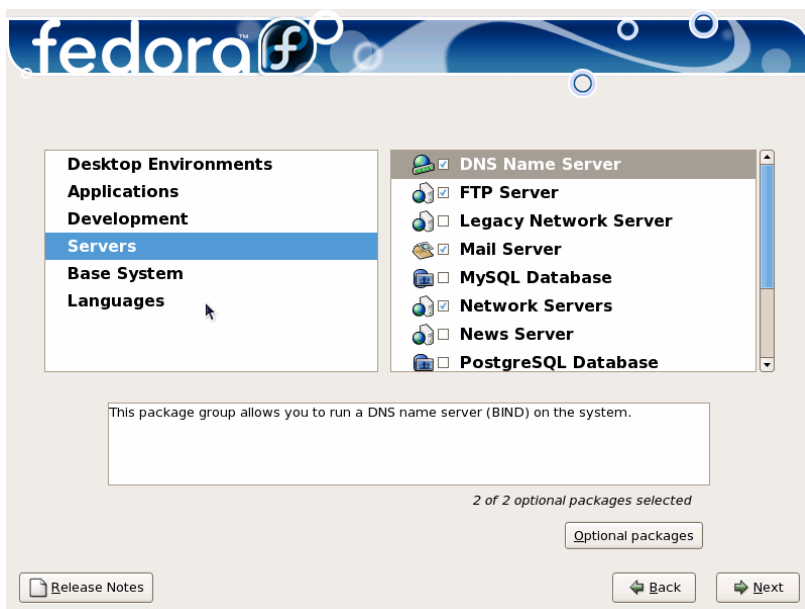 fedora™
Desktop Environments
Applications
Development
Servers
Base System
Languages
DNS Name Server
FTP Server
Legacy Network Server
Mail Server
MySQL Database
Network Servers
News Server
PostgreSQL Database
This package group allows you to run a DNS name server (BIND) on the system.
2 of 2 optional packages selected
Optional packages
Release Notes
Back
Next